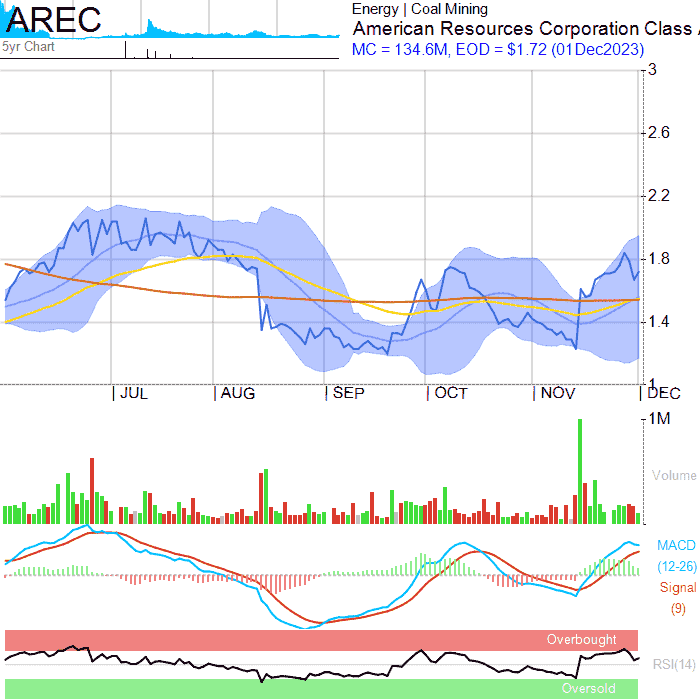 AREC
5yr Chart
Energy | Coal Mining
American Resources Corporation Class
MC = 134.6M, EOD = $1.72 (01Dec2023)
3
2.6
2.2
1.8
1.4
1
JUL AUG SEP OCT NOV DEC
1M
Volume
MACD
(12-26)
Signal
(9)
Overbought
RSI(14)
Oversold